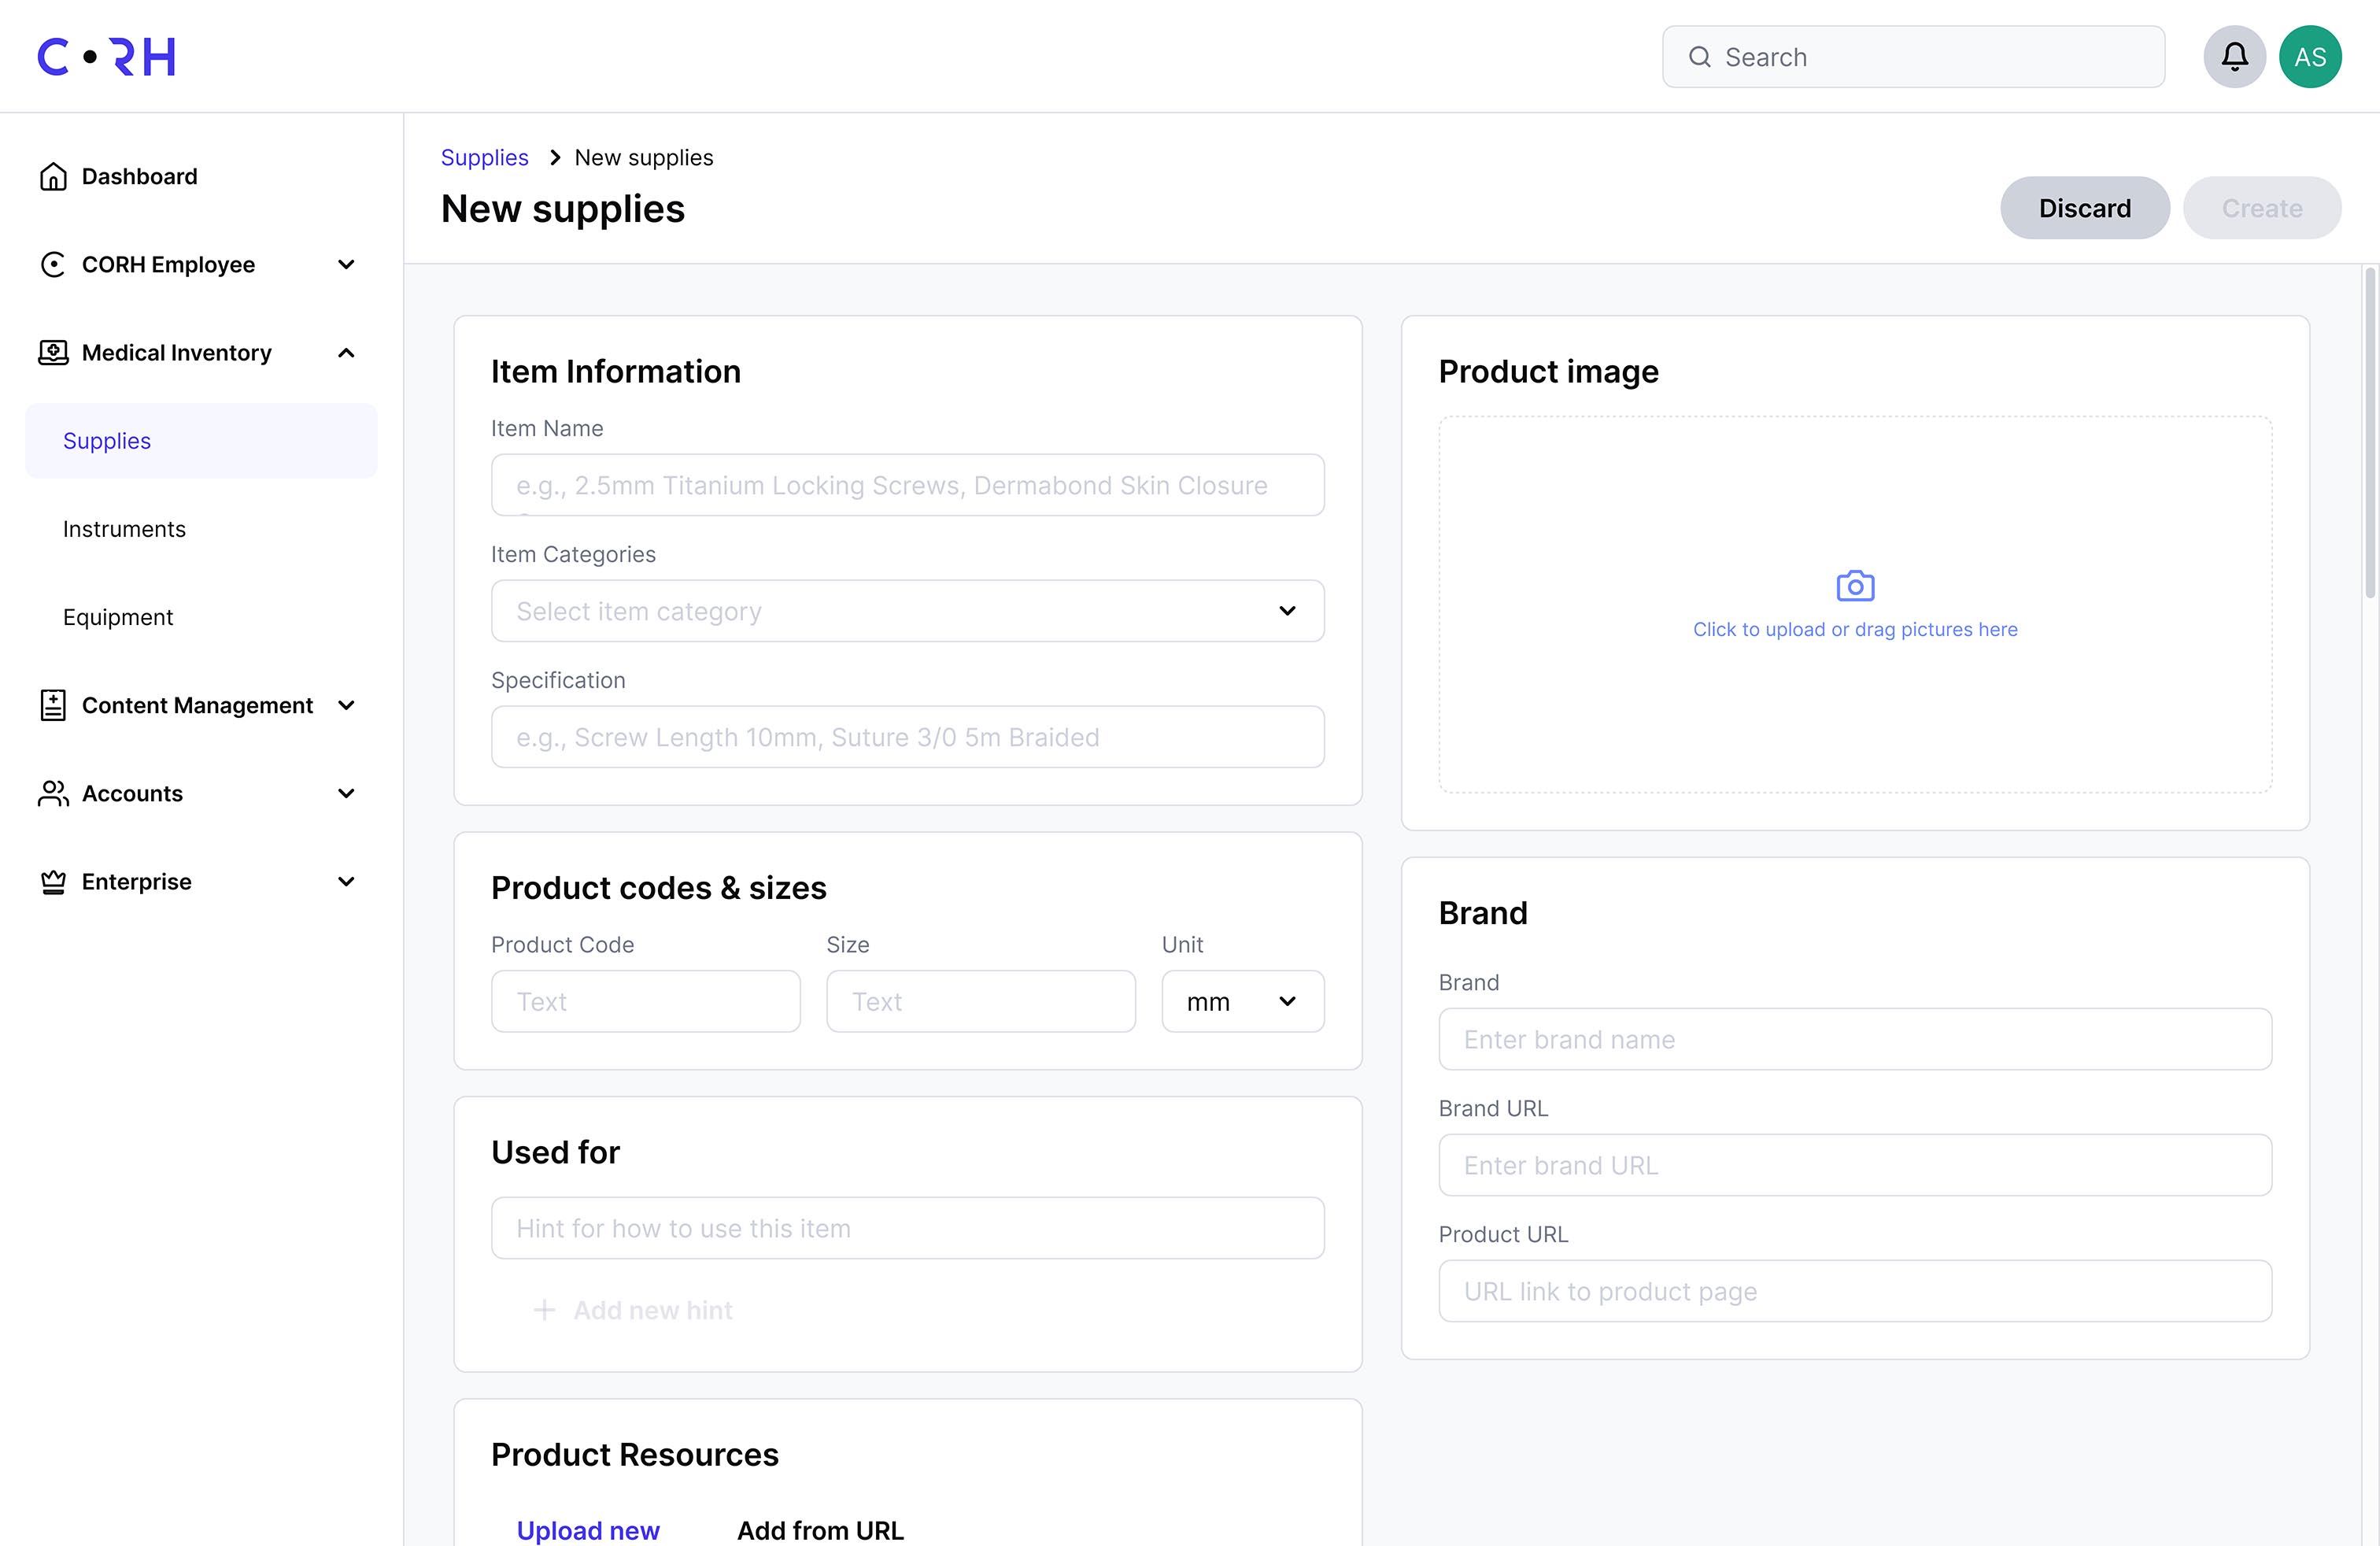 C•RH
Search
AS
Dashboard
CORH Employee
Medical Inventory
Supplies
Instruments
Equipment
Content Management
Accounts
Enterprise
Supplies > New supplies
New supplies
Discard
Create
Item Information
Item Name
e.g., 2.5mm Titanium Locking Screws, Dermabond Skin Closure
Item Categories
Select item category
Specification
e.g., Screw Length 10mm, Suture 3/0 5m Braided
Product codes & sizes
Product Code Size Unit
Text Text mm
Used for
Hint for how to use this item
+ Add new hint
Product Resources
Upload new Add from URL
Product image
Click to upload or drag pictures here
Brand
Brand
Enter brand name
Brand URL
Enter brand URL
Product URL
URL link to product page